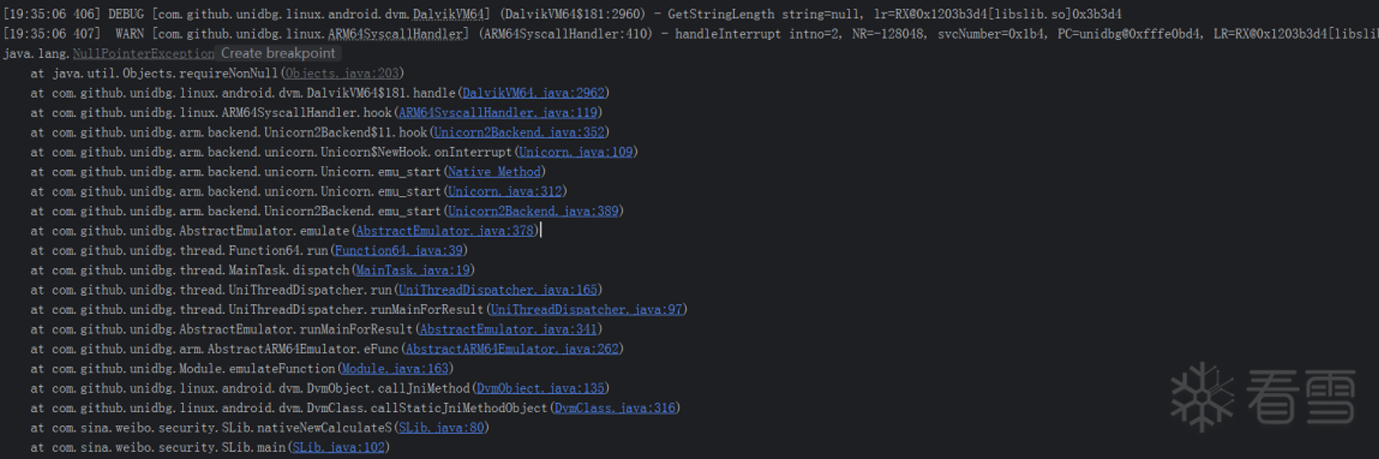 [19:35:06 406] DEBUG [com.github.unidbg.linux.android.dvm.DalvikVM64] (DalvikVM64$181:2960) - GetStringLength string=null, lr=RX@0x1203b3d4[libslib.so]0x3b3d4
[19:35:06 407]  WARN [com.github.unidbg.linux.ARM64SyscallHandler] (ARM64SyscallHandler:410) - handleInterrupt intno=2, NR=-128048, svcNumber=0x1b4, PC=unidbg@0xfffe0bd4, LR=RX@0x1203b3d4[libsli
java.lang.NullPointerException Create breakpoint
at java.util.Objects.requireNonNull(Objects.java:203)
at com.github.unidbg.linux.android.dvm.DalvikVM64$181.handle(DalvikVM64.java:2962)
at com.github.unidbg.linux.ARM64SyscallHandler.hook(ARM64SyscallHandler.java:119)
at com.github.unidbg.arm.backend.Unicorn2Backend$11.hook(Unicorn2Backend.java:352)
at com.github.unidbg.arm.backend.unicorn.Unicorn$NewHook.onInterrupt(Unicorn.java:109)
at com.github.unidbg.arm.backend.unicorn.Unicorn.emu_start(Native Method)
at com.github.unidbg.arm.backend.unicorn.Unicorn.emu_start(Unicorn.java:312)
at com.github.unidbg.arm.backend.Unicorn2Backend.emu_start(Unicorn2Backend.java:389)
at com.github.unidbg.AbstractEmulator.emulate(AbstractEmulator.java:378)
at com.github.unidbg.thread.Function64.run(Function64.java:39)
at com.github.unidbg.thread.MainTask.dispatch(MainTask.java:19)
at com.github.unidbg.thread.UniThreadDispatcher.run(UniThreadDispatcher.java:165)
at com.github.unidbg.thread.UniThreadDispatcher.runMainForResult(UniThreadDispatcher.java:97)
at com.github.unidbg.AbstractEmulator.runMainForResult(AbstractEmulator.java:341)
at com.github.unidbg.arm.AbstractARM64Emulator.eFunc(AbstractARM64Emulator.java:262)
at com.github.unidbg.Module.emulateFunction(Module.java:163)
at com.github.unidbg.linux.android.dvm.DvmObject.callJniMethod(DvmObject.java:135)
at com.github.unidbg.linux.android.dvm.DvmClass.callStaticJniMethodObject(DvmClass.java:316)
at com.sina.weibo.security.SLib.nativeNewCalculateS(SLib.java:80)
at com.sina.weibo.security.SLib.main(SLib.java:102)
看雪